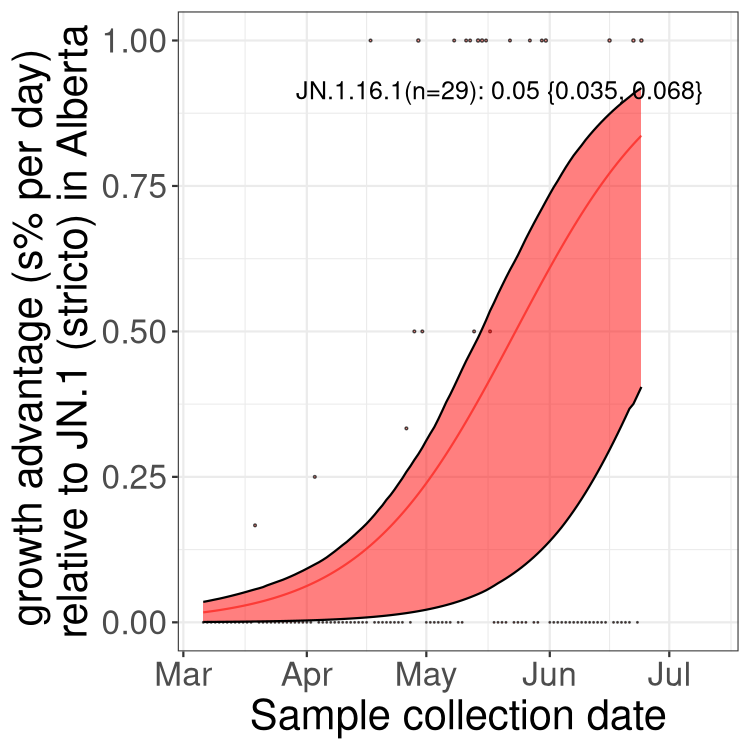 growth advantage (s% per day)
relative to JN.1 (stricto) in Alberta
1.00
0.75
0.50
0.25
0.00
JN.1.16.1(n=29): 0.05 {0.035, 0.068}
Mar Apr May Jun Jul
Sample collection date